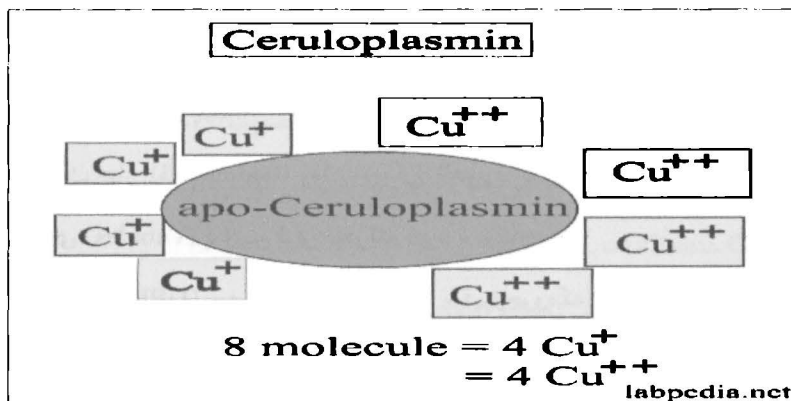 Ceruloplasmin
Cu++
Cu+
Cu+
Cu++
apo-Ceruloplasmin
Cu+
Cu++
Cu+
Cu++
8 molecule = 4 Cu+
= 4 Cu++
labpedia.net